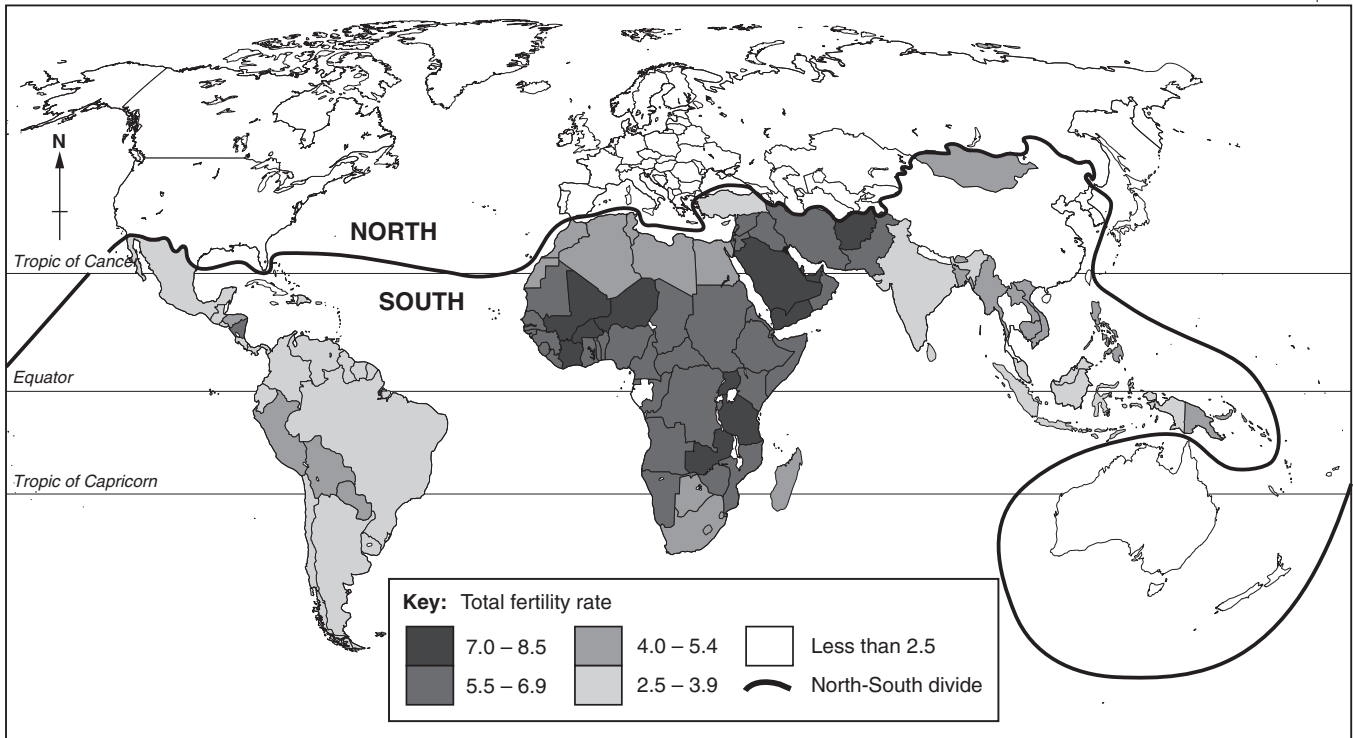 N
NORTH
Tropic of Cancer
SOUTH
Equator
Tropic of Capricorn
Key: Total fertility rate
7.0 – 8.5
4.0 – 5.4
Less than 2.5
5.5 – 6.9
2.5 – 3.9
North-South divide